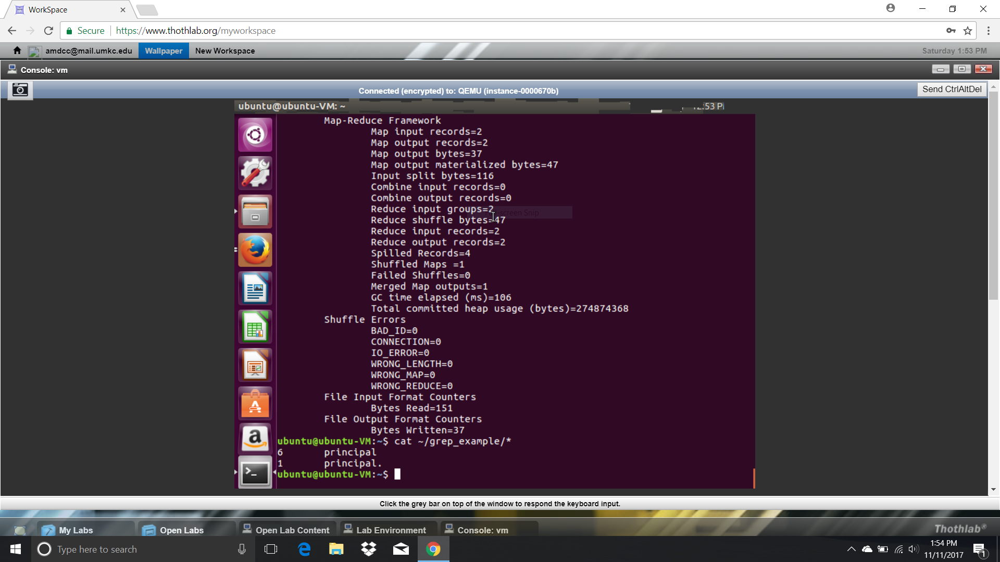 WorkSpace
Secure https://www.thothlab.org/myworkspace
amdcc@mail.umkc.edu Wallpaper New Workspace Saturday 1:53 PM
Console: vm
Connected (encrypted) to: QEMU (instance-0000670b) Send CtrlAltDel
ubuntu@ubuntu-VM: ~
Map-Reduce Framework
Map input records=2
Map output records=2
Map output bytes=37
Map output materialized bytes=47
Input split bytes=116
Combine input records=0
Combine output records=0
Reduce input groups=2
Reduce shuffle bytes=47
Reduce input records=2
Reduce output records=2
Spilled Records=4
Shuffled Maps =1
Failed Shuffles=0
Merged Map outputs=1
GC time elapsed (ms)=106
Total committed heap usage (bytes)=274874368
Shuffle Errors
BAD_ID=0
CONNECTION=0
IO_ERROR=0
WRONG_LENGTH=0
WRONG_MAP=0
WRONG_REDUCE=0
File Input Format Counters
Bytes Read=151
File Output Format Counters
Bytes Written=37
ubuntu@ubuntu-VM:~$ cat ~/grep_example/*
6 principal
1 principal.
ubuntu@ubuntu-VM:~$
Click the grey bar on top of the window to respond the keyboard input.
My Labs Open Labs Open Lab Content Lab Environment Console: vm Thothlab®
Type here to search
1:54 PM
11/11/2017
1